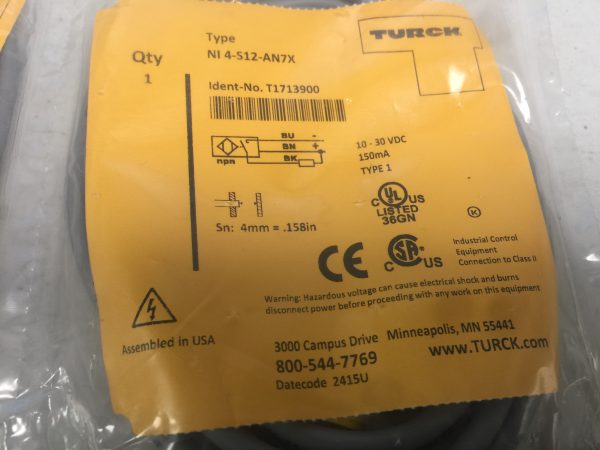 TURCK
Type
NI 4-S12-AN7X
Qty
1
Ident-No. T1713900
BU -
BN +
BK
npn
10 - 30 VDC
150mA
TYPE 1
Sn: 4mm = .158in
C UL US
LISTED
36GN
K
CE
C SA US
Industrial Control
Equipment
Connection to Class II
Warning: Hazardous voltage can cause electrical shock and burns
disconnect power before proceeding with any work on this equipment
Assembled in USA
3000 Campus Drive Minneapolis, MN 55441
800-544-7769 www.TURCK.com
Datecode 2415U